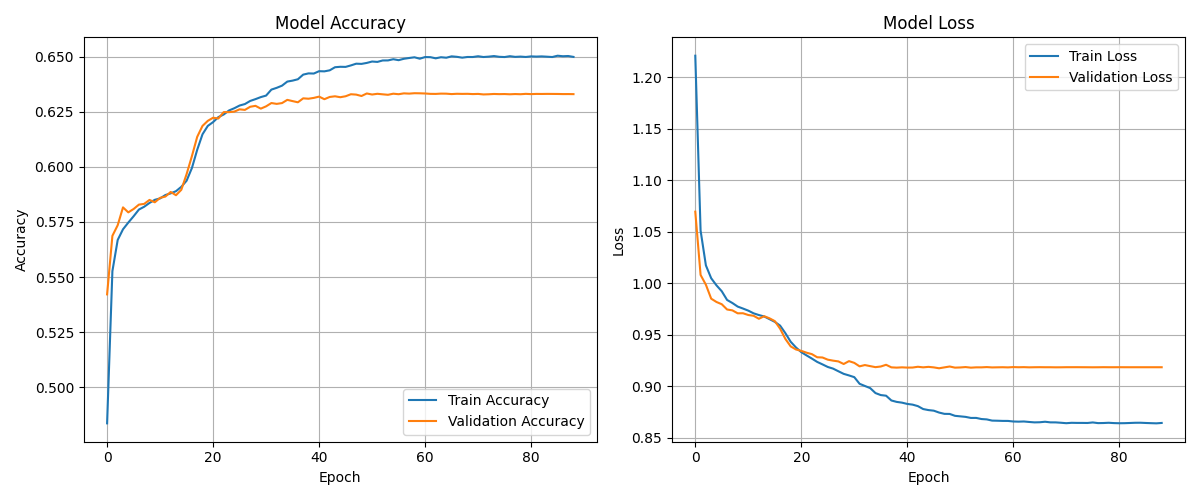 Model Accuracy
0.650
0.625
0.600
0.575
0.550
0.525
0.500
Accuracy
0
20
40
60
80
Epoch
Train Accuracy
Validation Accuracy
Model Loss
1.20
1.15
1.10
1.05
1.00
0.95
0.90
0.85
Loss
0
20
40
60
80
Epoch
Train Loss
Validation Loss